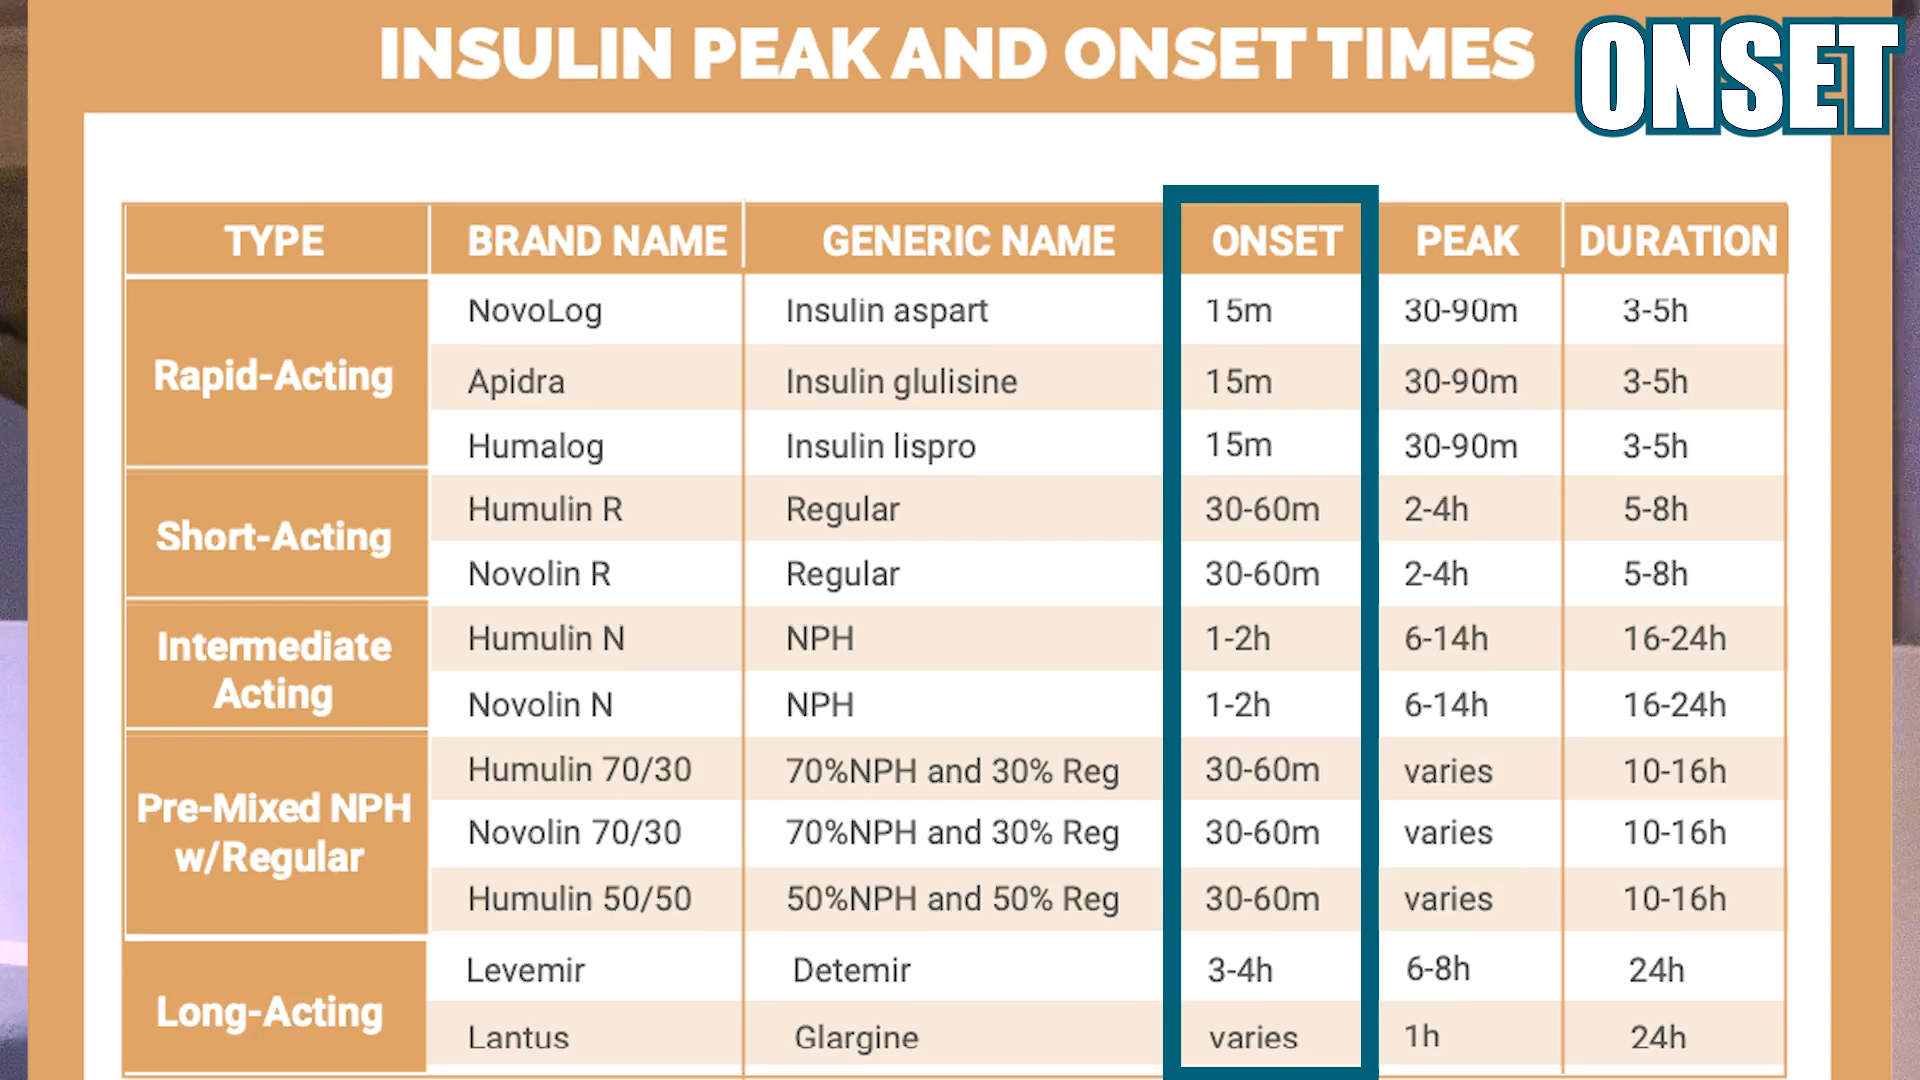 INSULIN PEAK AND ONSET TIMES
ONSET
TYPE BRAND NAME GENERIC NAME ONSET PEAK DURATION
Rapid-Acting
NovoLog Insulin aspart 15m 30-90m 3-5h
Apidra Insulin glulisine 15m 30-90m 3-5h
Humalog Insulin lispro 15m 30-90m 3-5h
Short-Acting
Humulin R Regular 30-60m 2-4h 5-8h
Novolin R Regular 30-60m 2-4h 5-8h
Intermediate
Acting
Humulin N NPH 1-2h 6-14h 16-24h
Novolin N NPH 1-2h 6-14h 16-24h
Pre-Mixed NPH
w/Regular
Humulin 70/30 70%NPH and 30% Reg 30-60m varies 10-16h
Novolin 70/30 70%NPH and 30% Reg 30-60m varies 10-16h
Humulin 50/50 50%NPH and 50% Reg 30-60m varies 10-16h
Long-Acting
Levemir Detemir 3-4h 6-8h 24h
Lantus Glargine varies 1h 24h